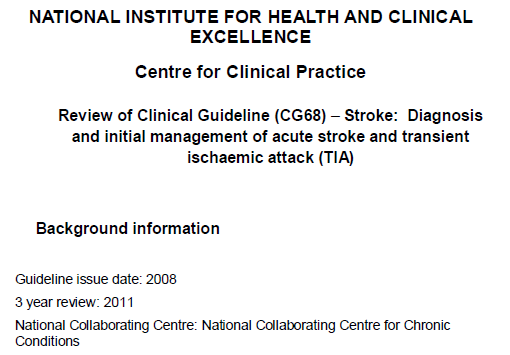 NATIONAL INSTITUTE FOR HEALTH AND CLINICAL
EXCELLENCE
Centre for Clinical Practice
Review of Clinical Guideline (CG68) – Stroke: Diagnosis
and initial management of acute stroke and transient
ischaemic attack (TIA)
Background information
Guideline issue date: 2008
3 year review: 2011
National Collaborating Centre: National Collaborating Centre for Chronic
Conditions